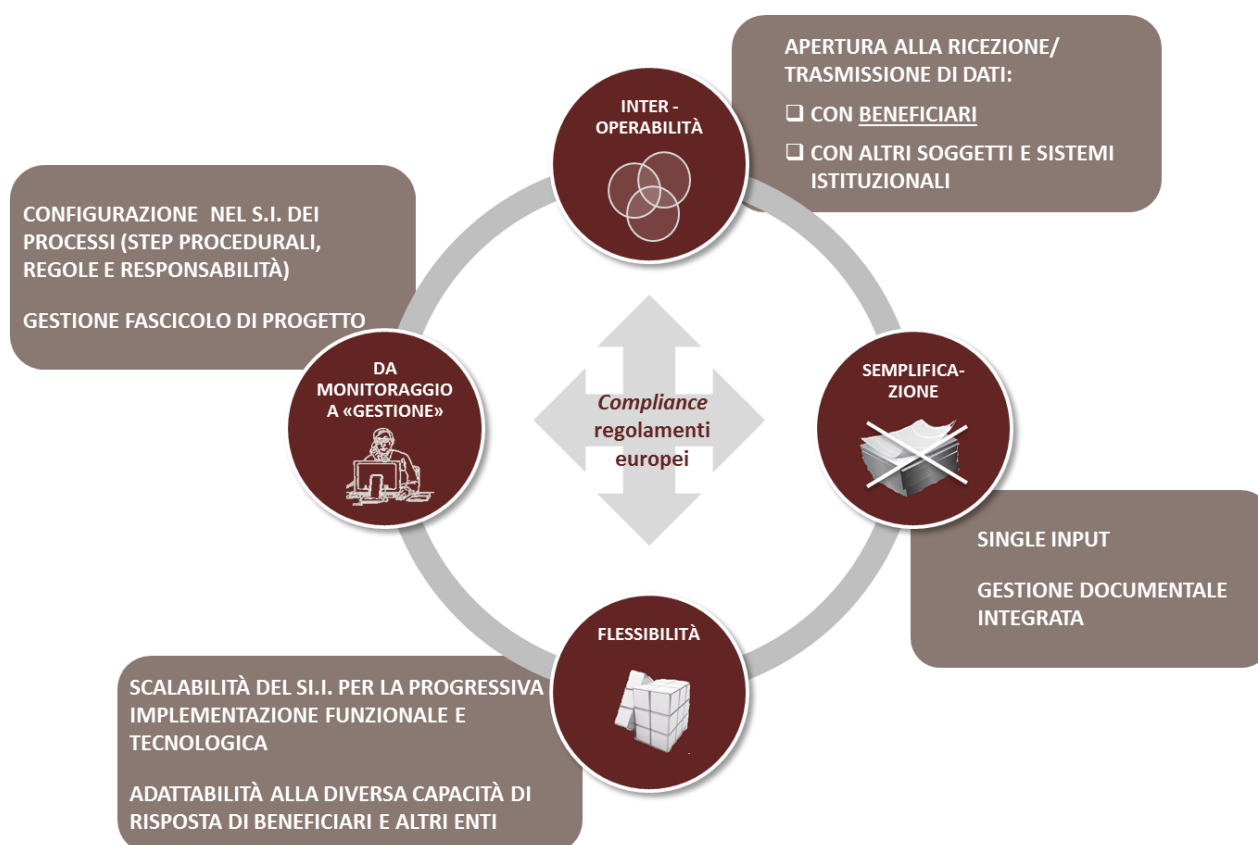 APERTURA ALLA RICEZIONE/
TRASMISSIONE DI DATI:
❑ CON BENEFICIARI
❑ CON ALTRI SOGGETTI E SISTEMI
ISTITUZIONALI
INTER -
OPERABILITÀ
CONFIGURAZIONE NEL S.I. DEI
PROCESSI (STEP PROCEDURALI,
REGOLE E RESPONSABILITÀ)
GESTIONE FASCICOLO DI PROGETTO
DA
MONITORAGGIO
A «GESTIONE»
Compliance
regolamenti
europei
SEMPLIFICA-
ZIONE
SINGLE INPUT
GESTIONE DOCUMENTALE
INTEGRATA
FLESSIBILITÀ
SCALABILITÀ DEL SI.I. PER LA PROGRESSIVA
IMPLEMENTAZIONE FUNZIONALE E
TECNOLOGICA
ADATTABILITÀ ALLA DIVERSA CAPACITÀ DI
RISPOSTA DI BENEFICIARI E ALTRI ENTI